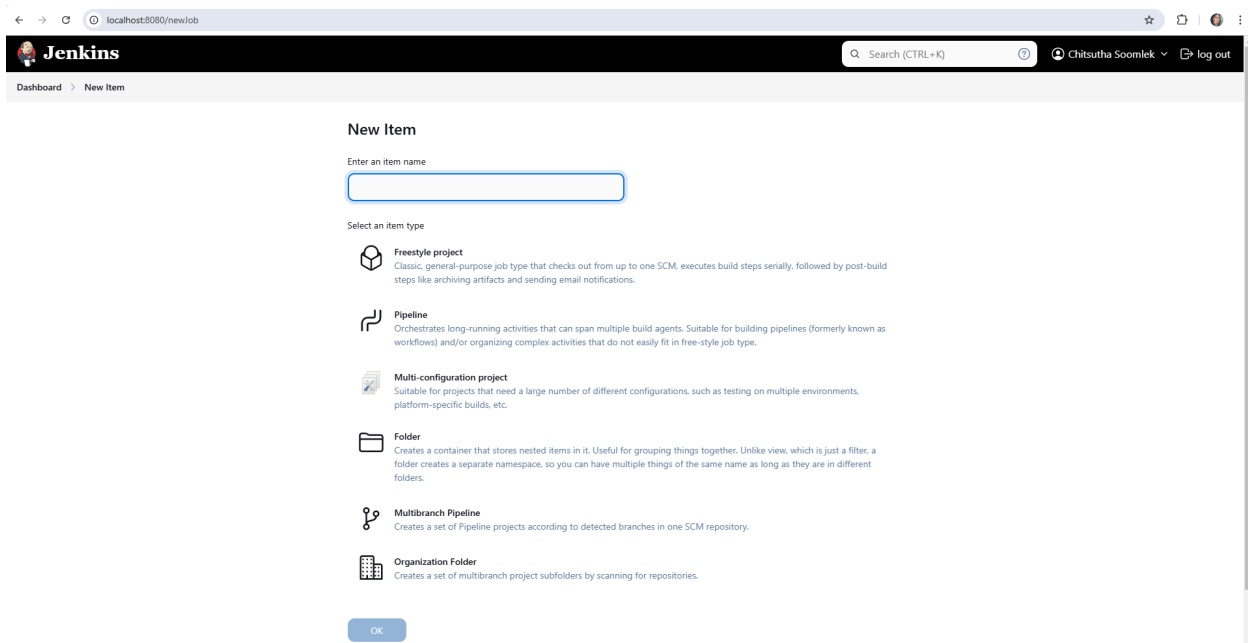 localhost:8080/newJob
Jenkins
Search (CTRL+K)
?
Chitsutha Soomlek
log out
Dashboard > New Item
New Item
Enter an item name
Select an item type
Freestyle project
Classic, general-purpose job type that checks out from up to one SCM, executes build steps serially, followed by post-build
steps like archiving artifacts and sending email notifications.
Pipeline
Orchestrates long-running activities that can span multiple build agents. Suitable for building pipelines (formerly known as
workflows) and/or organizing complex activities that do not easily fit in free-style job type.
Multi-configuration project
Suitable for projects that need a large number of different configurations, such as testing on multiple environments,
platform-specific builds, etc.
Folder
Creates a container that stores nested items in it. Useful for grouping things together. Unlike view, which is just a filter, a
folder creates a separate namespace, so you can have multiple things of the same name as long as they are in different
folders.
Multibranch Pipeline
Creates a set of Pipeline projects according to detected branches in one SCM repository.
Organization Folder
Creates a set of multibranch project subfolders by scanning for repositories.
OK